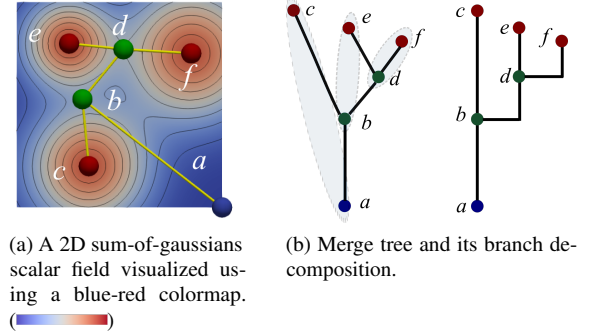 e
d
f
b
a
c
c
e
f
d
b
a
c
e
f
d
b
a
(a) A 2D sum-of-gaussians
scalar field visualized us-
ing a blue-red colormap.
( )
(b) Merge tree and its branch de-
composition.